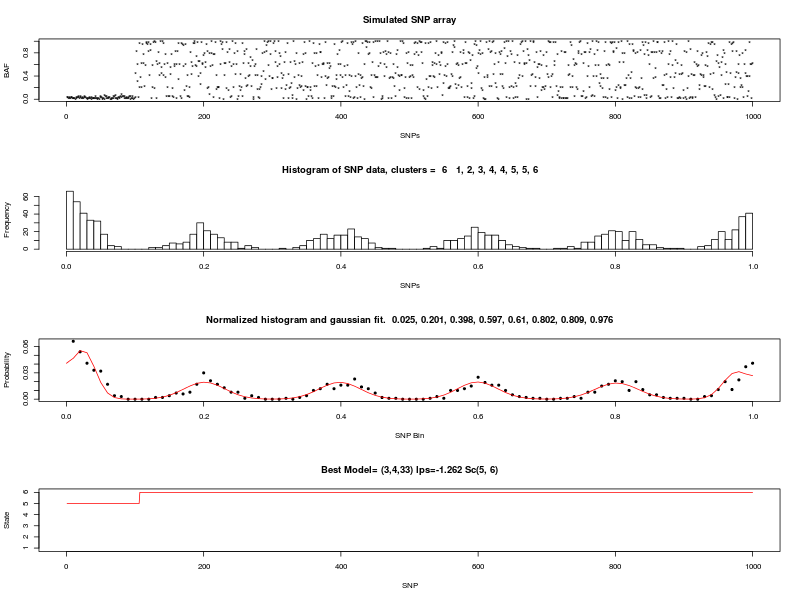 Simulated SNP array
BAF
0.0 0.4 0.8
0 200 400 600 800 1000
SNPs
Histogram of SNP data, clusters = 6 1, 2, 3, 4, 4, 5, 5, 6
Frequency
0 20 40 60
0.0 0.2 0.4 0.6 0.8 1.0
SNPs
Normalized histogram and gaussian fit. 0.025, 0.201, 0.398, 0.597, 0.61, 0.802, 0.809, 0.976
Probability
0.00 0.03 0.06
0.0 0.2 0.4 0.6 0.8 1.0
SNP Bin
Best Model= (3,4,33) lps=-1.262 Sc(5, 6)
State
1 2 3 4 5 6
0 200 400 600 800 1000
SNP